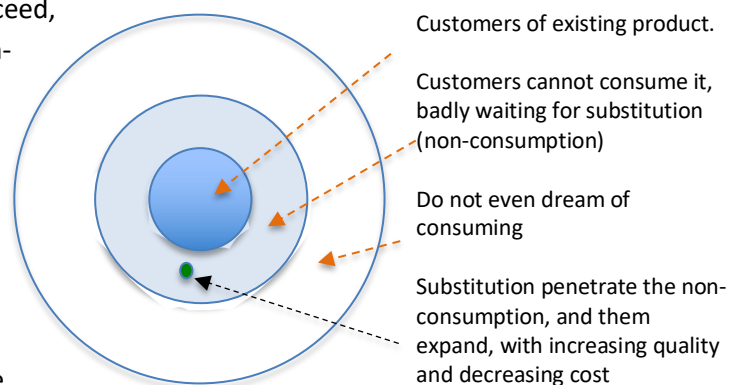 ceed,
Customers of existing product.
-
Customers cannot consume it,
badly waiting for substitution
(non-consumption)
Do not even dream of
consuming
Substitution penetrate the non-
consumption, and them
expand, with increasing quality
and decreasing cost